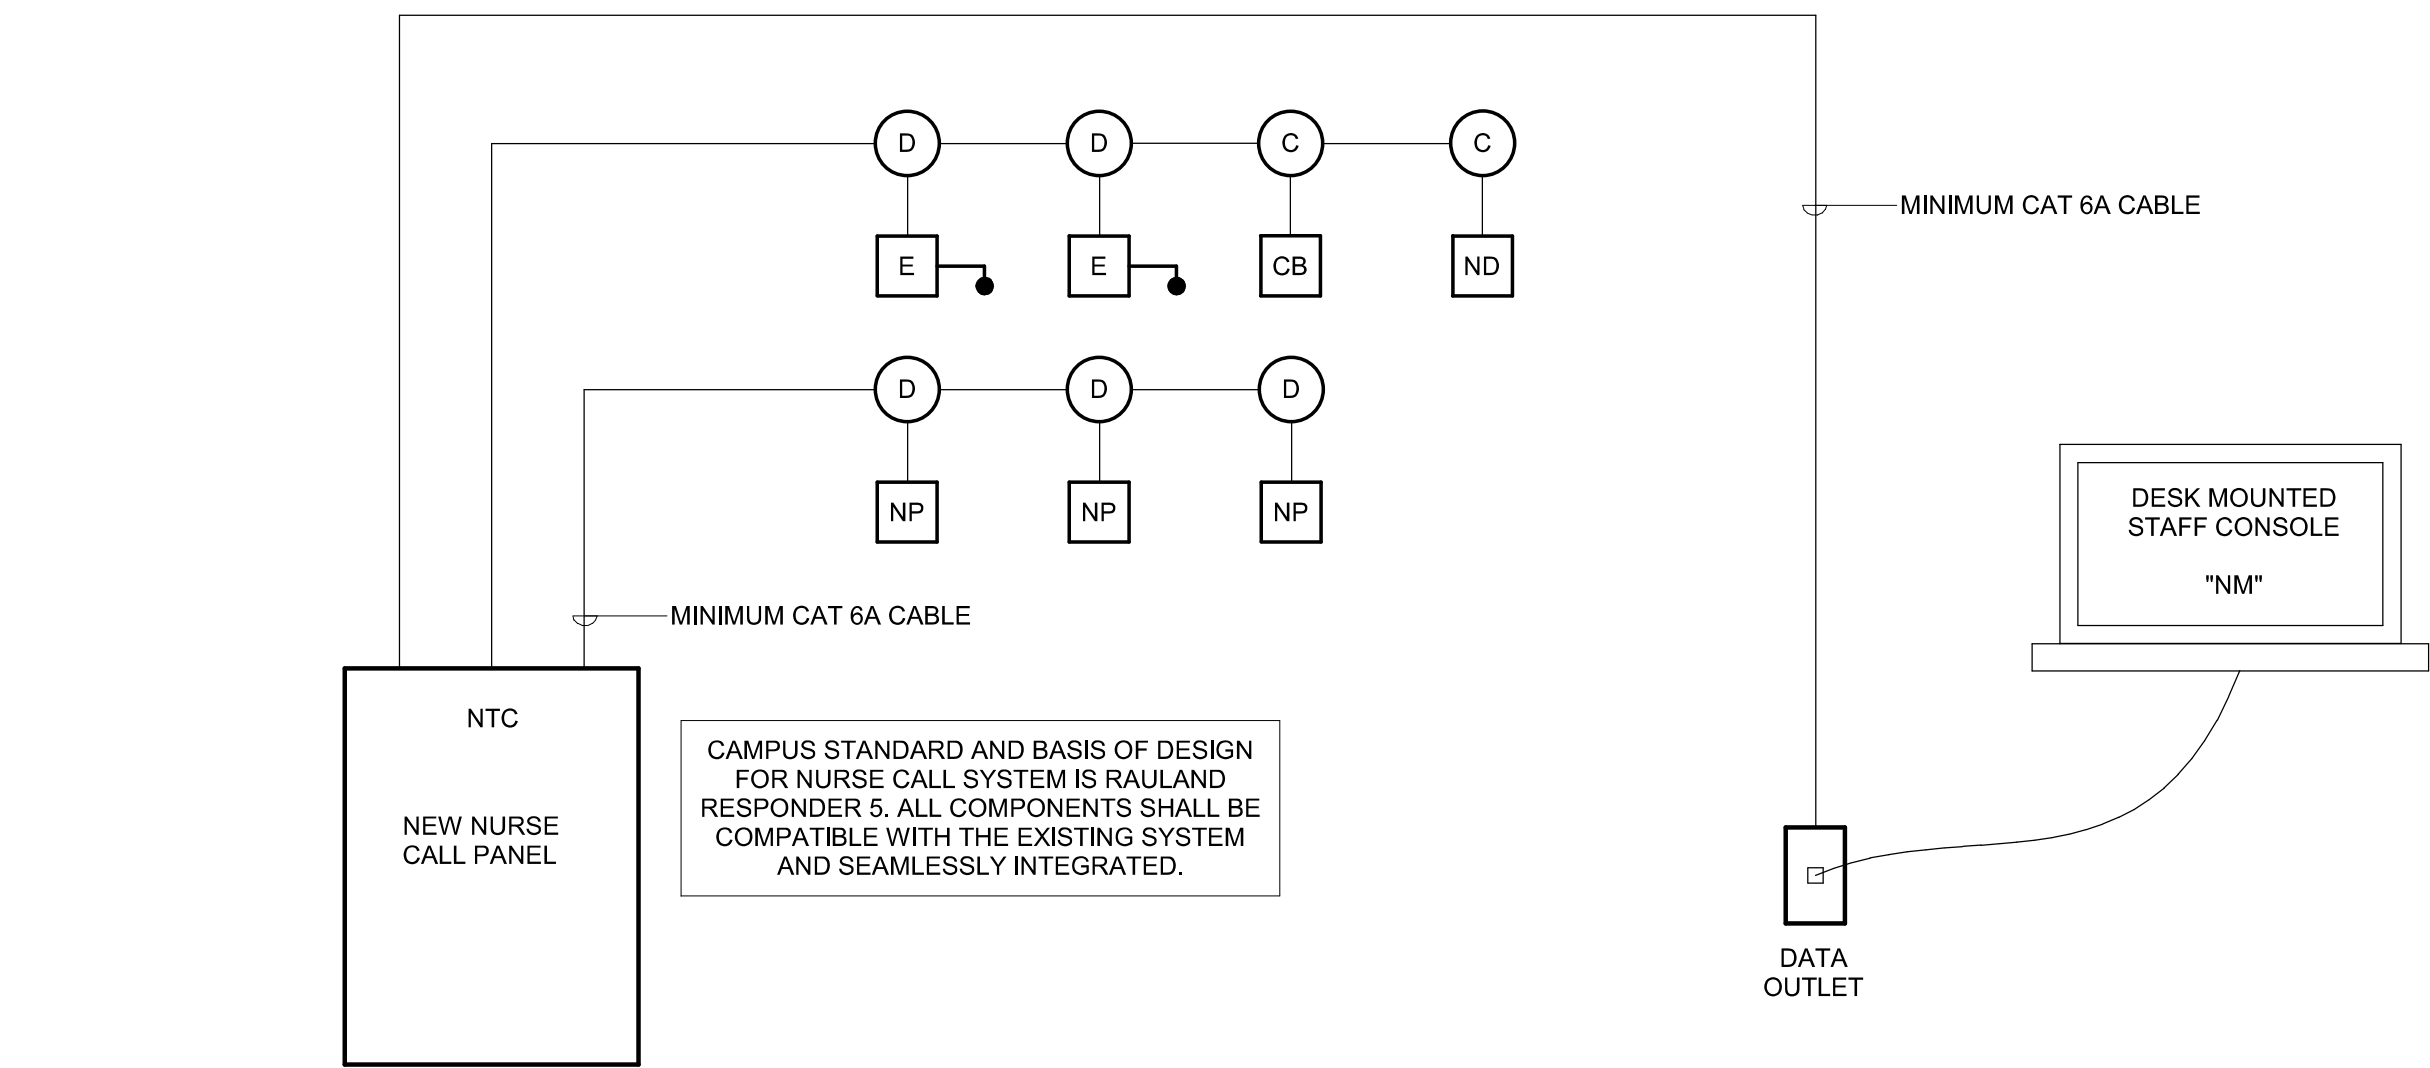 D
D
C
C
MINIMUM CAT 6A CABLE
E
E
CB
ND
D
D
D
NP
NP
NP
DESK MOUNTED
STAFF CONSOLE
"NM"
MINIMUM CAT 6A CABLE
NTC
NEW NURSE
CALL PANEL
CAMPUS STANDARD AND BASIS OF DESIGN
FOR NURSE CALL SYSTEM IS RAULAND
RESPONDER 5. ALL COMPONENTS SHALL BE
COMPATIBLE WITH THE EXISTING SYSTEM
AND SEAMLESSLY INTEGRATED.
DATA
OUTLET